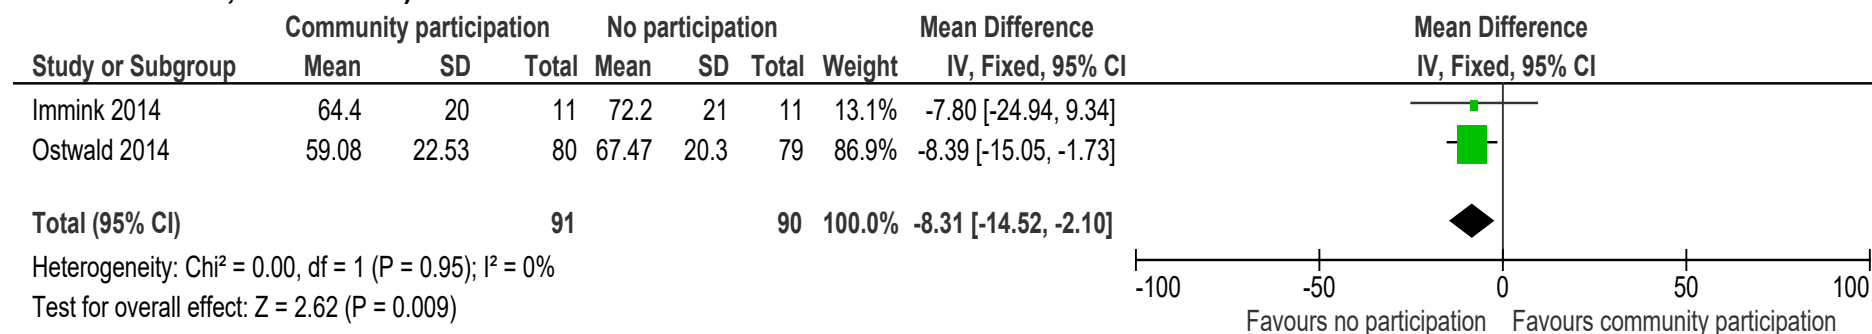 Community participation No participation Mean Difference Mean Difference
Study or Subgroup Mean SD Total Mean SD Total Weight IV, Fixed, 95% CI IV, Fixed, 95% CI
Immink 2014 64.4 20 11 72.2 21 11 13.1% -7.80 [-24.94, 9.34]
Ostwald 2014 59.08 22.53 80 67.47 20.3 79 86.9% -8.39 [-15.05, -1.73]
Total (95% CI) 91 90 100.0% -8.31 [-14.52, -2.10]
Heterogeneity: Chi² = 0.00, df = 1 (P = 0.95); I² = 0%
Test for overall effect: Z = 2.62 (P = 0.009)
-100 -50 0 50 100
Favours no participation Favours community participation